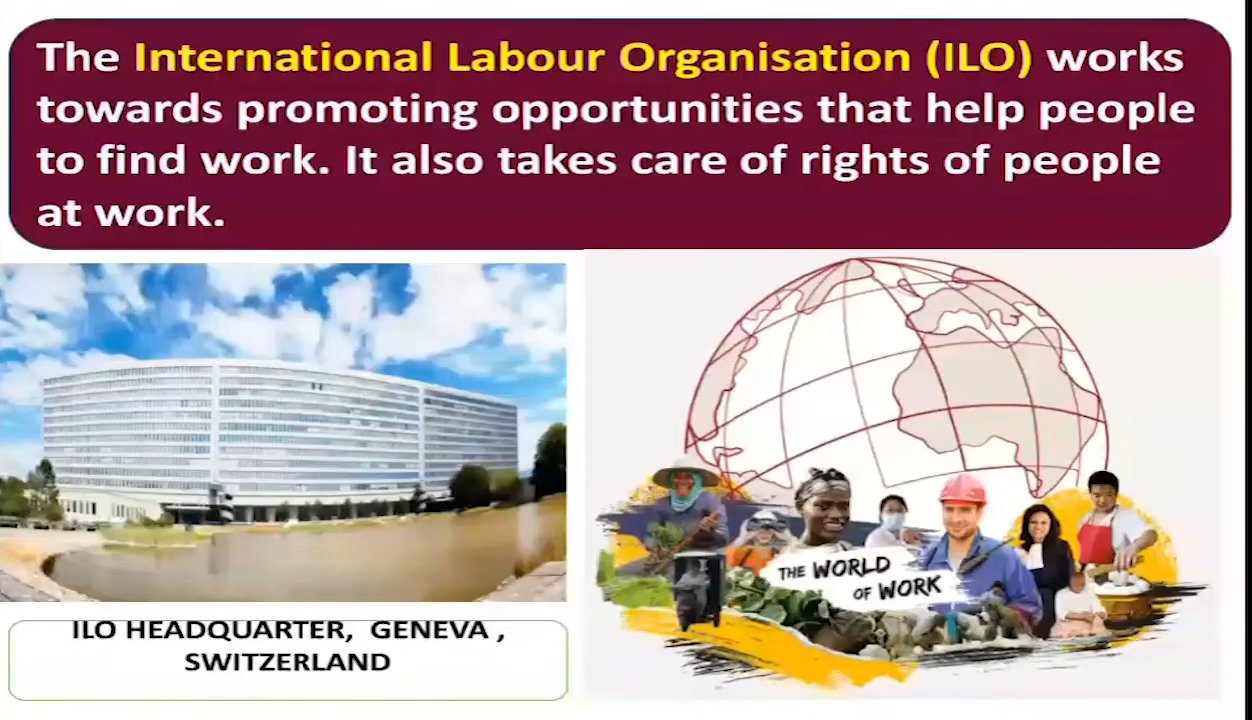 The International Labour Organisation (ILO) works
towards promoting opportunities that help people
to find work. It also takes care of rights of people
at work.
THE WORLD
OF WORK
ILO HEADQUARTER, GENEVA ,
SWITZERLAND